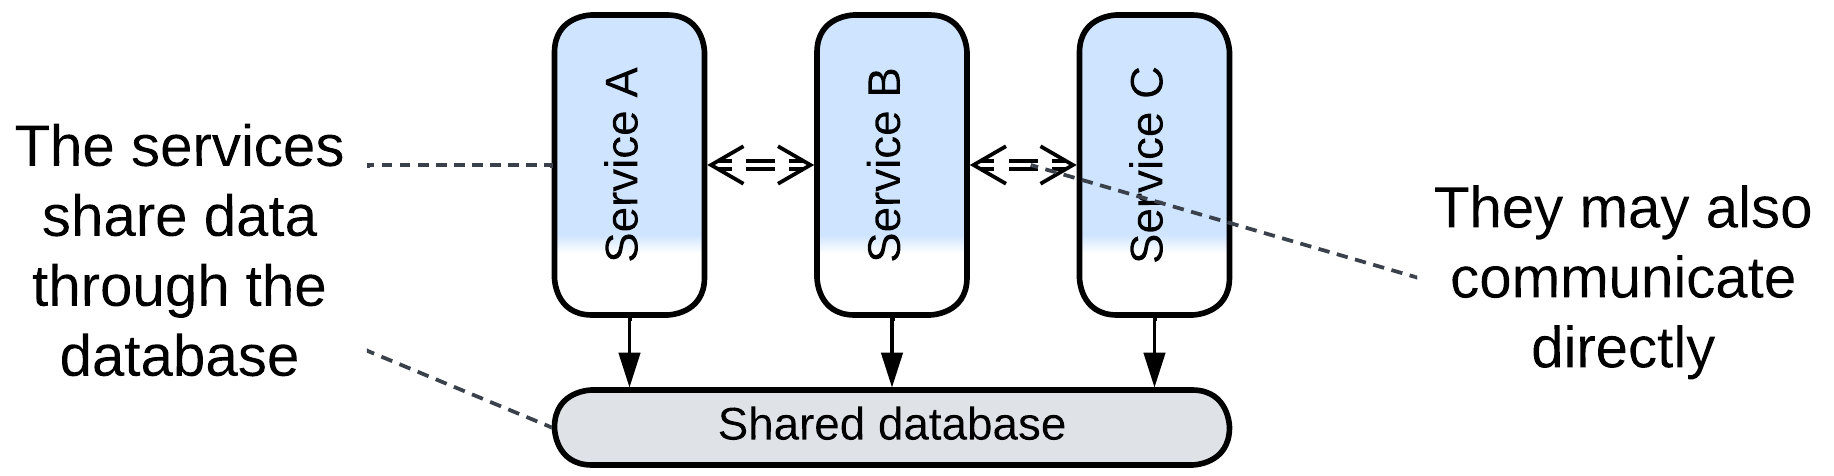 The services
share data
through the
database
Service A
Service B
Service C
They may also
communicate
directly
Shared database